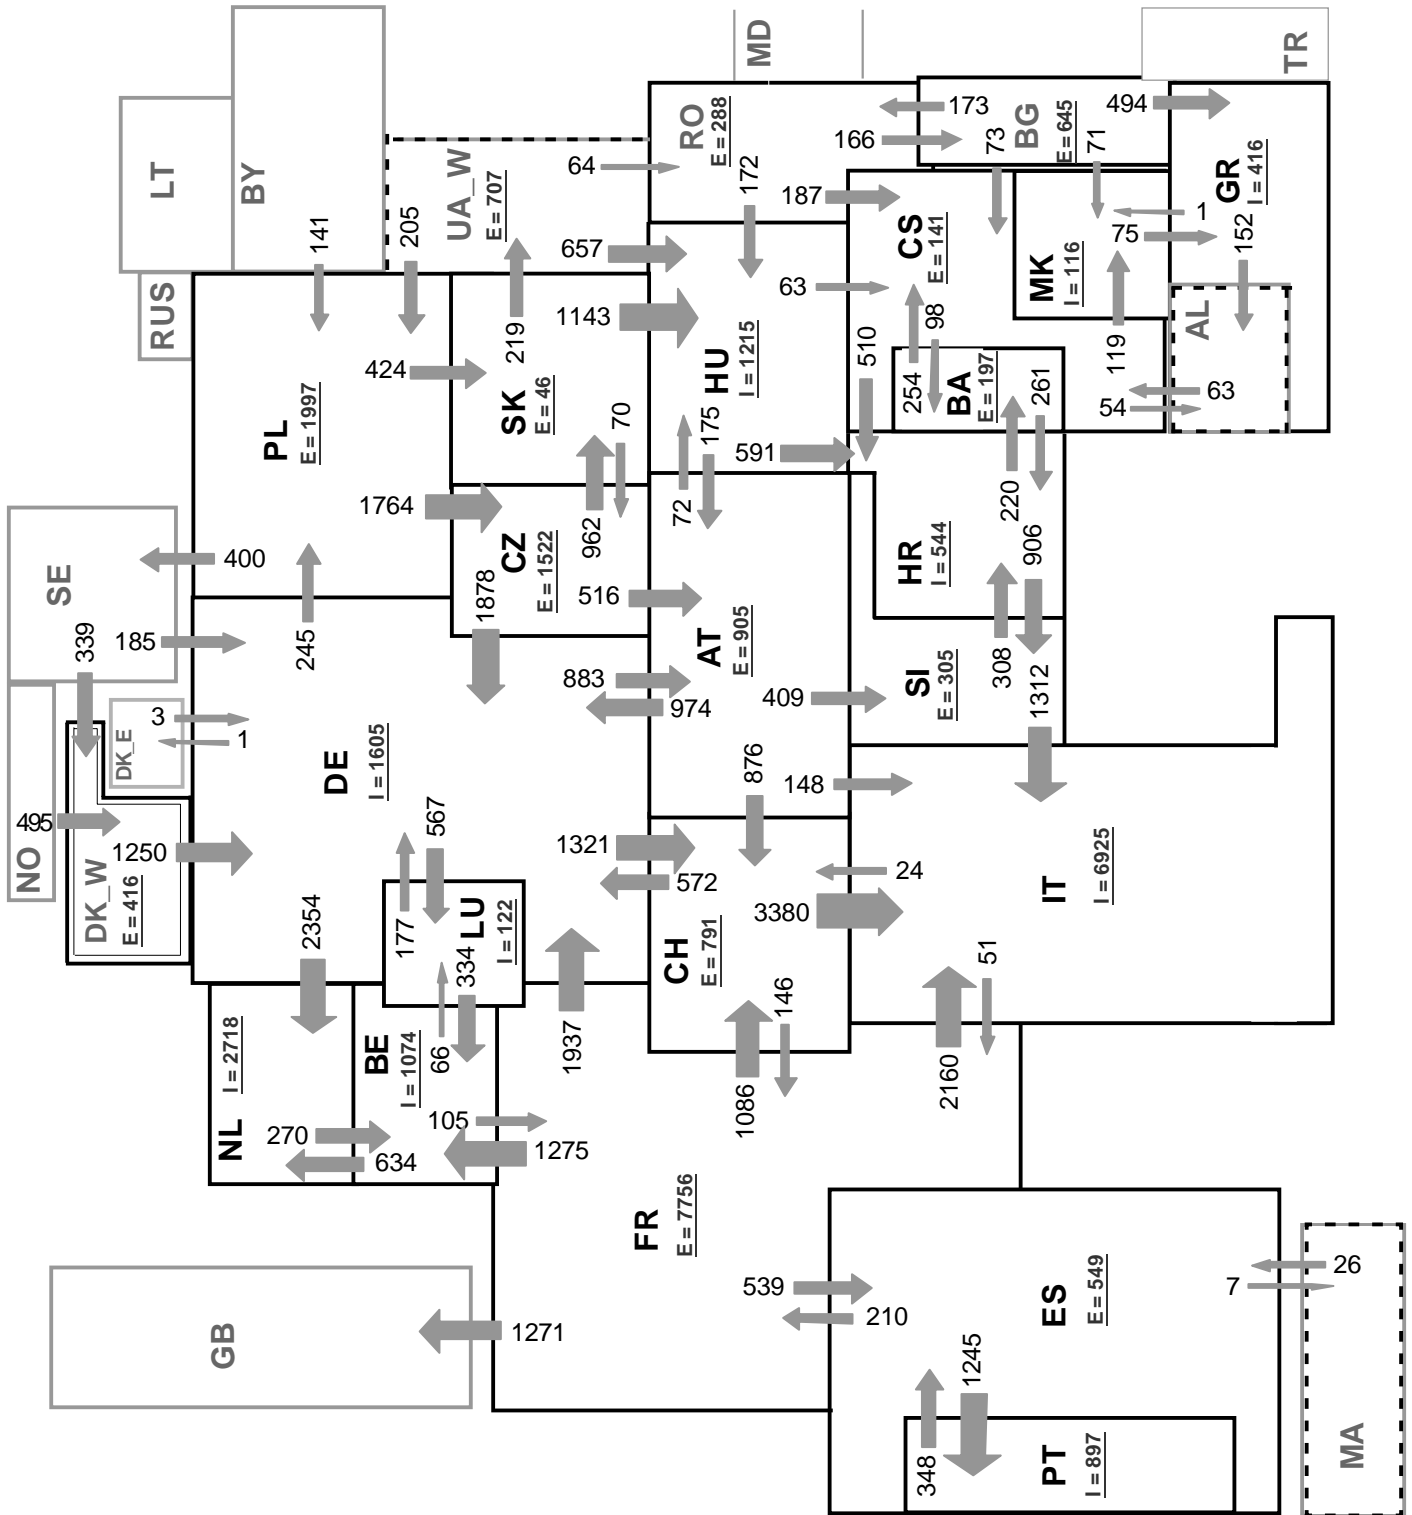 MD
TR
LT
BY
RO
E = 288
173
494
BG
E = 645
64
166
73
71
UA_W
E = 707
172
187
GR
I = 416
141
205
657
CS
E = 141
1
75
152
MK
I = 116
63
RUS
219
1143
AL
HU
I = 1215
510
98
119
254
BA
E = 197
261
63
54
424
SK
E = 46
PL
E = 1997
70
175
591
1764
962
72
220
CZ
E = 1522
HR
I = 544
906
400
SE
1878
516
339
185
245
AT
E = 905
308
883
974
409
SI
E = 305
1312
3
1
DK_E
DE
I = 1605
876
148
495
NO
1250
DK_W
E = 416
567
1321
572
24
IT
I = 6925
2354
177
LU
I = 122
334
CH
E = 791
3380
51
146
NL
I = 2718
BE
I = 1074
66
1937
1086
2160
105
270
634
1275
FR
E = 7756
539
210
ES
E = 549
26
7
GB
1271
1245
348
PT
I = 897
MA